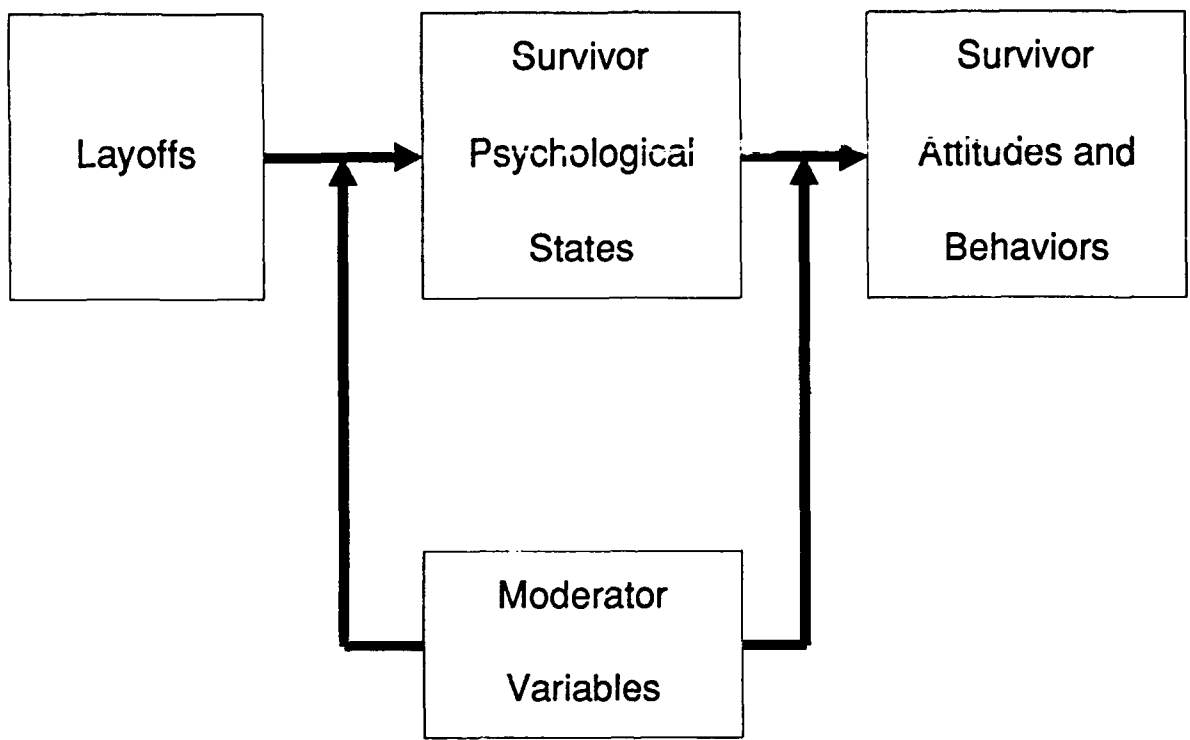 Layoffs
Survivor
Psychological
States
Survivor
Attitudes and
Behaviors
Moderator
Variables